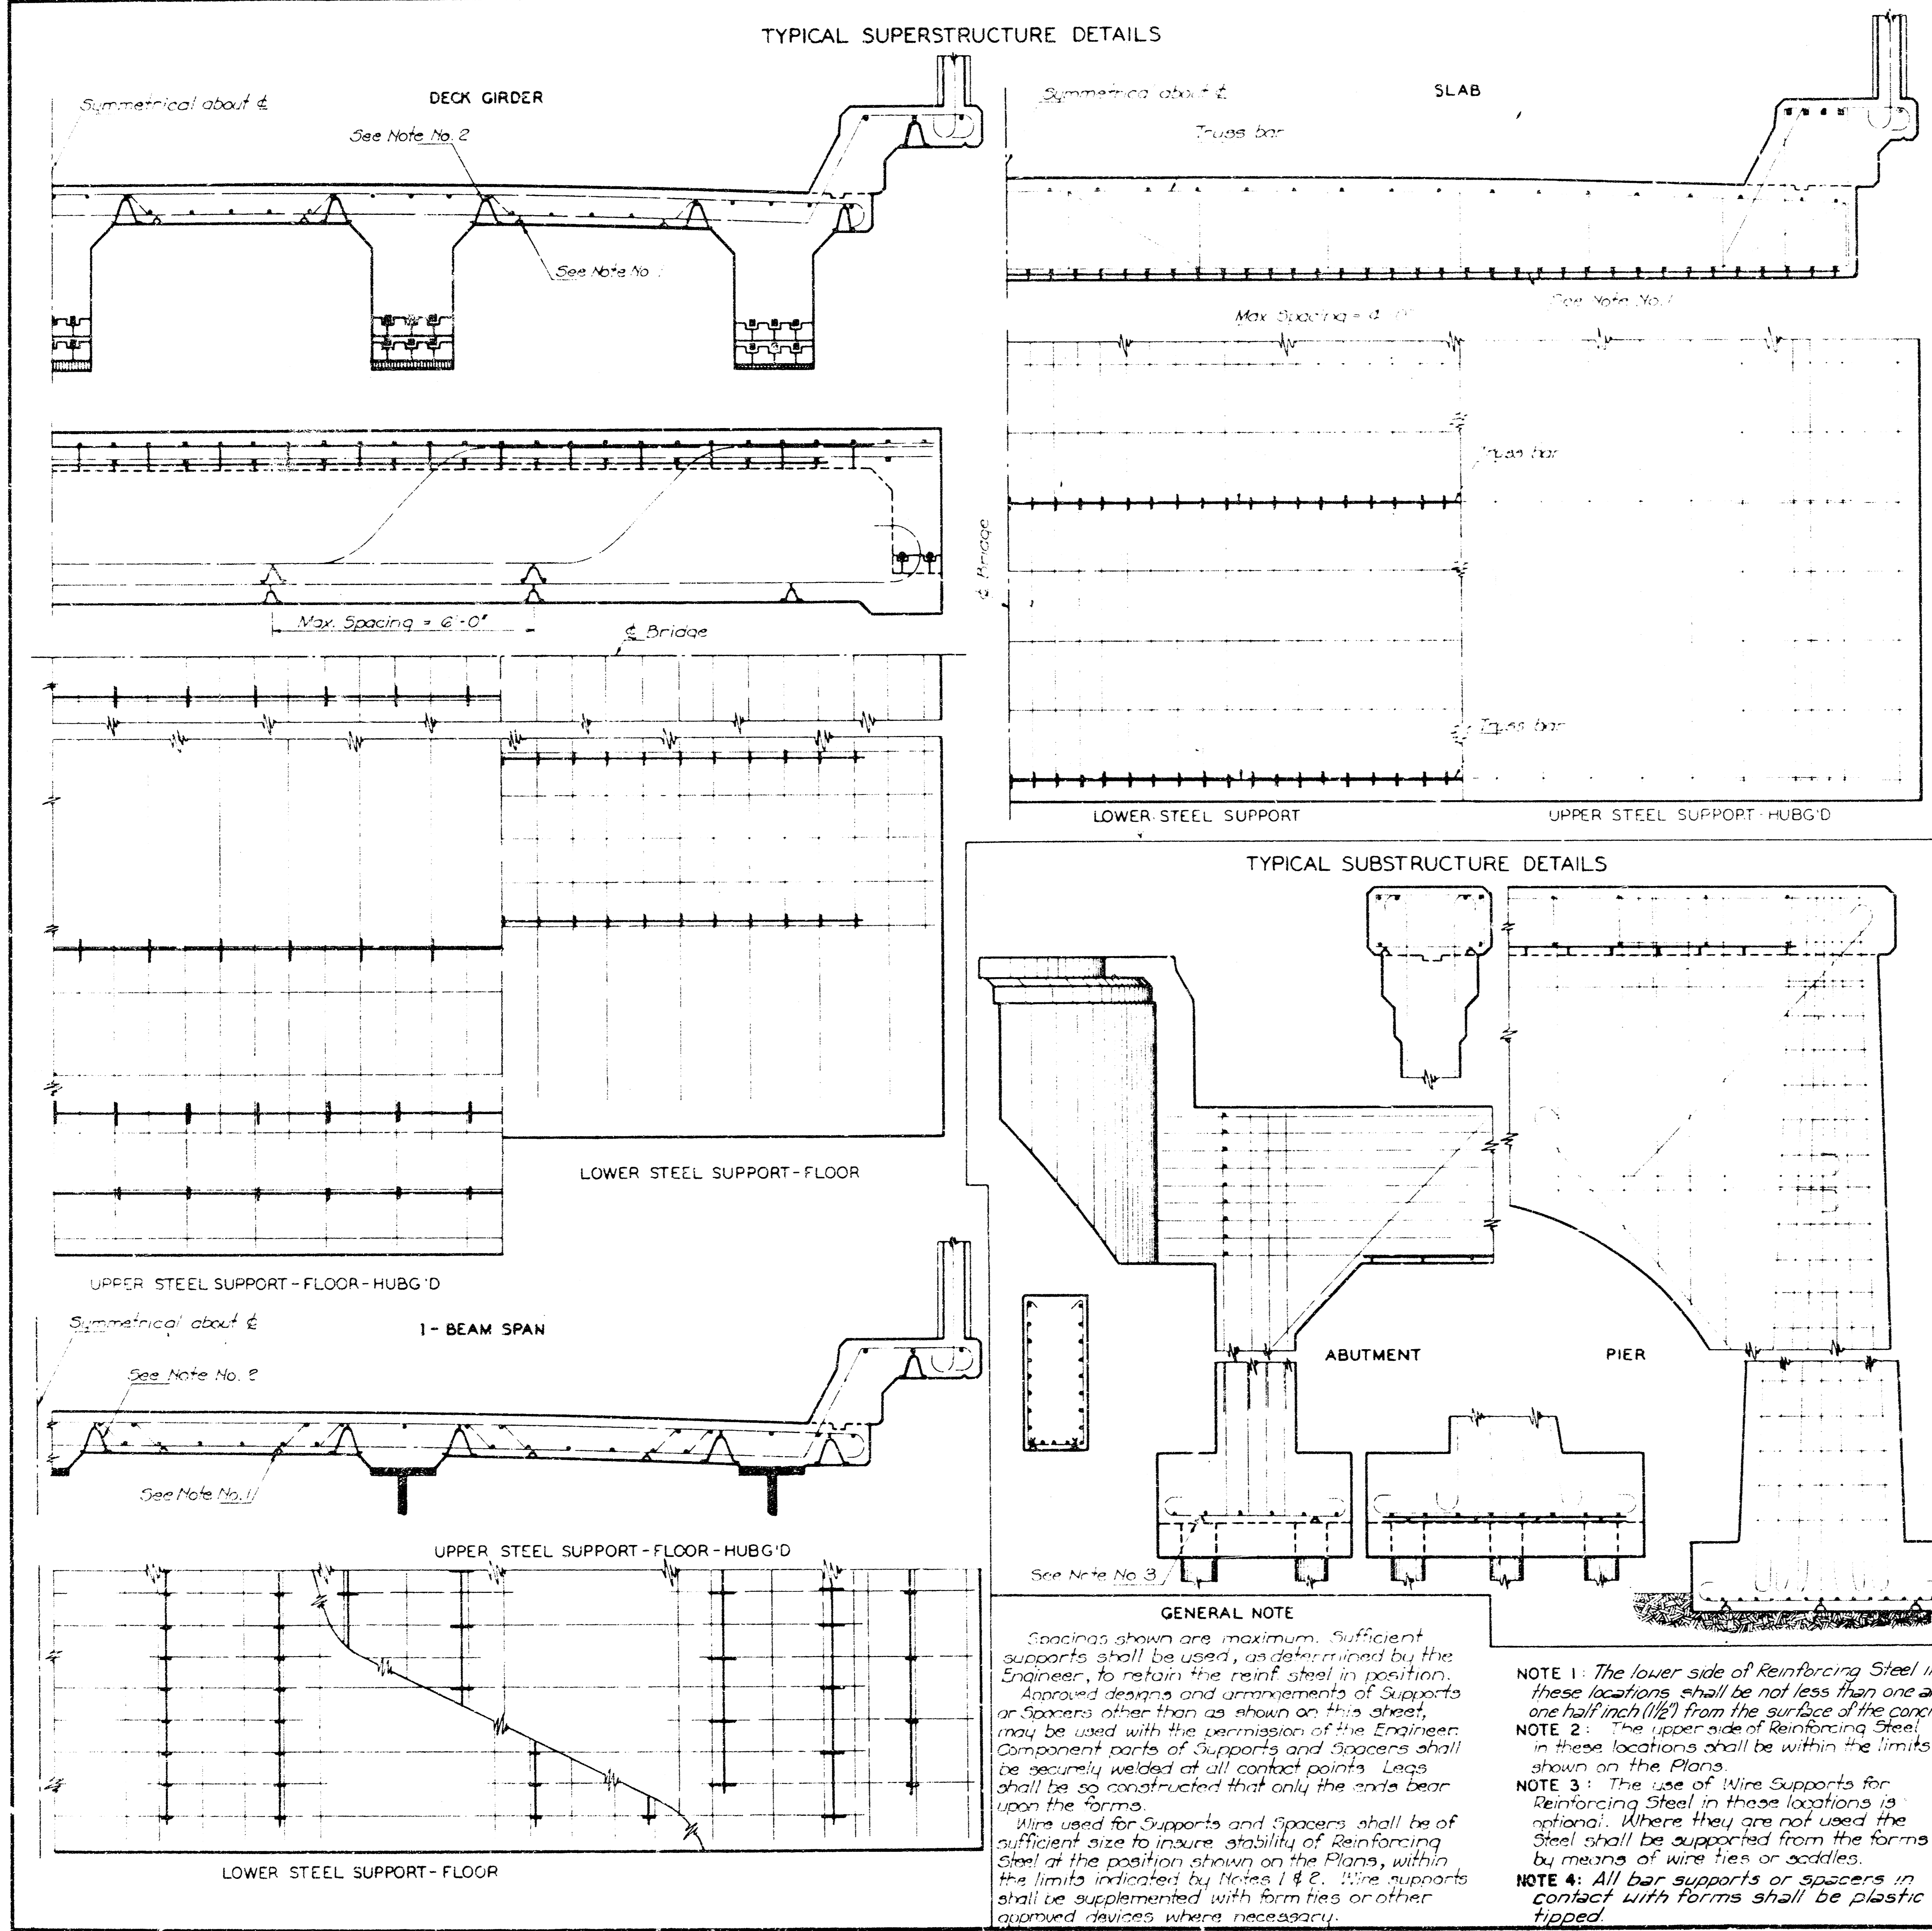 TYPICAL SUPERSTRUCTURE DETAILS
Symmetrical about ℄
DECK GIRDER
See Note No. 2
See Note No.
Max. Spacing = 6'-0"
℄ Bridge
LOWER STEEL SUPPORT-FLOOR
UPPER STEEL SUPPORT-FLOOR-HUBG'D
Symmetrica about ℄
SLAB
Truss bar
See Note No. 1
Max Spacing =
Truss bar
℄ Bridge
Truss bar
LOWER STEEL SUPPORT
UPPER STEEL SUPPORT-HUBG'D
Symmetrical about ℄
I-BEAM SPAN
See Note No. 2
See Note No. 1
UPPER STEEL SUPPORT-FLOOR-HUBG'D
LOWER STEEL SUPPORT-FLOOR
TYPICAL SUBSTRUCTURE DETAILS
ABUTMENT
PIER
See Note No 3
GENERAL NOTE
Spacings shown are maximum. Sufficient
supports shall be used, as determined by the
Engineer, to retain the reinf. steel in position.
Approved designs and arrangements of Supports
or Spacers other than as shown on this sheet,
may be used with the permission of the Engineer.
Component parts of Supports and Spacers shall
be securely welded at all contact points. Legs
shall be so constructed that only the ends bear
upon the forms.
Wire used for Supports and Spacers shall be of
sufficient size to insure stability of Reinforcing
Steel at the position shown on the Plans, within
the limits indicated by Notes 1 & 2. Wire supports
shall be supplemented with form ties or other
approved devices where necessary.
NOTE 1: The lower side of Reinforcing Steel
these locations shall be not less than one
one half inch (1 1/2") from the surface of the
NOTE 2: The upper side of Reinforcing Steel
in these locations shall be within the limits
shown on the Plans.
NOTE 3: The use of Wire Supports for
Reinforcing Steel in these locations is
optional. Where they are not used the
Steel shall be supported from the forms
by means of wire ties or saddles.
NOTE 4: All bar supports or spacers in
contact with forms shall be plastic
tipped.